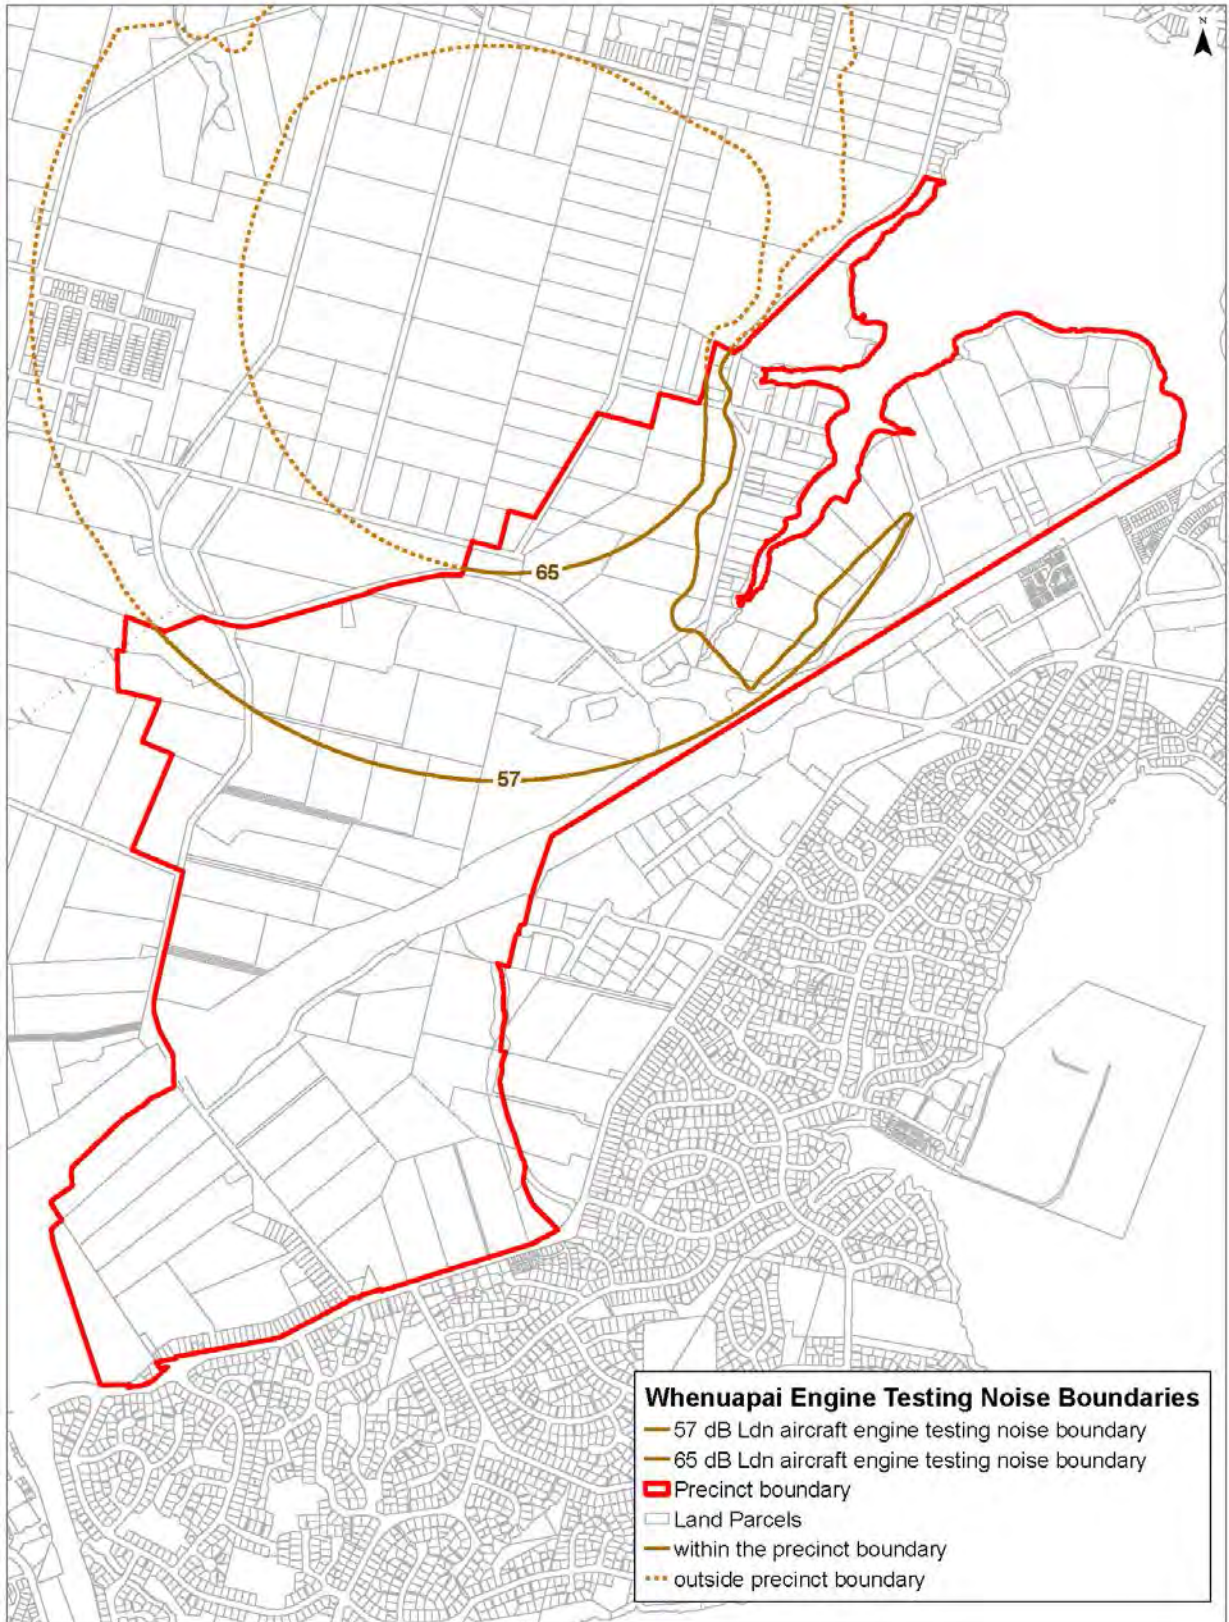 N
65
57
Whenuapai Engine Testing Noise Boundaries
57 dB Ldn aircraft engine testing noise boundary
65 dB Ldn aircraft engine testing noise boundary
Precinct boundary
Land Parcels
within the precinct boundary
outside precinct boundary